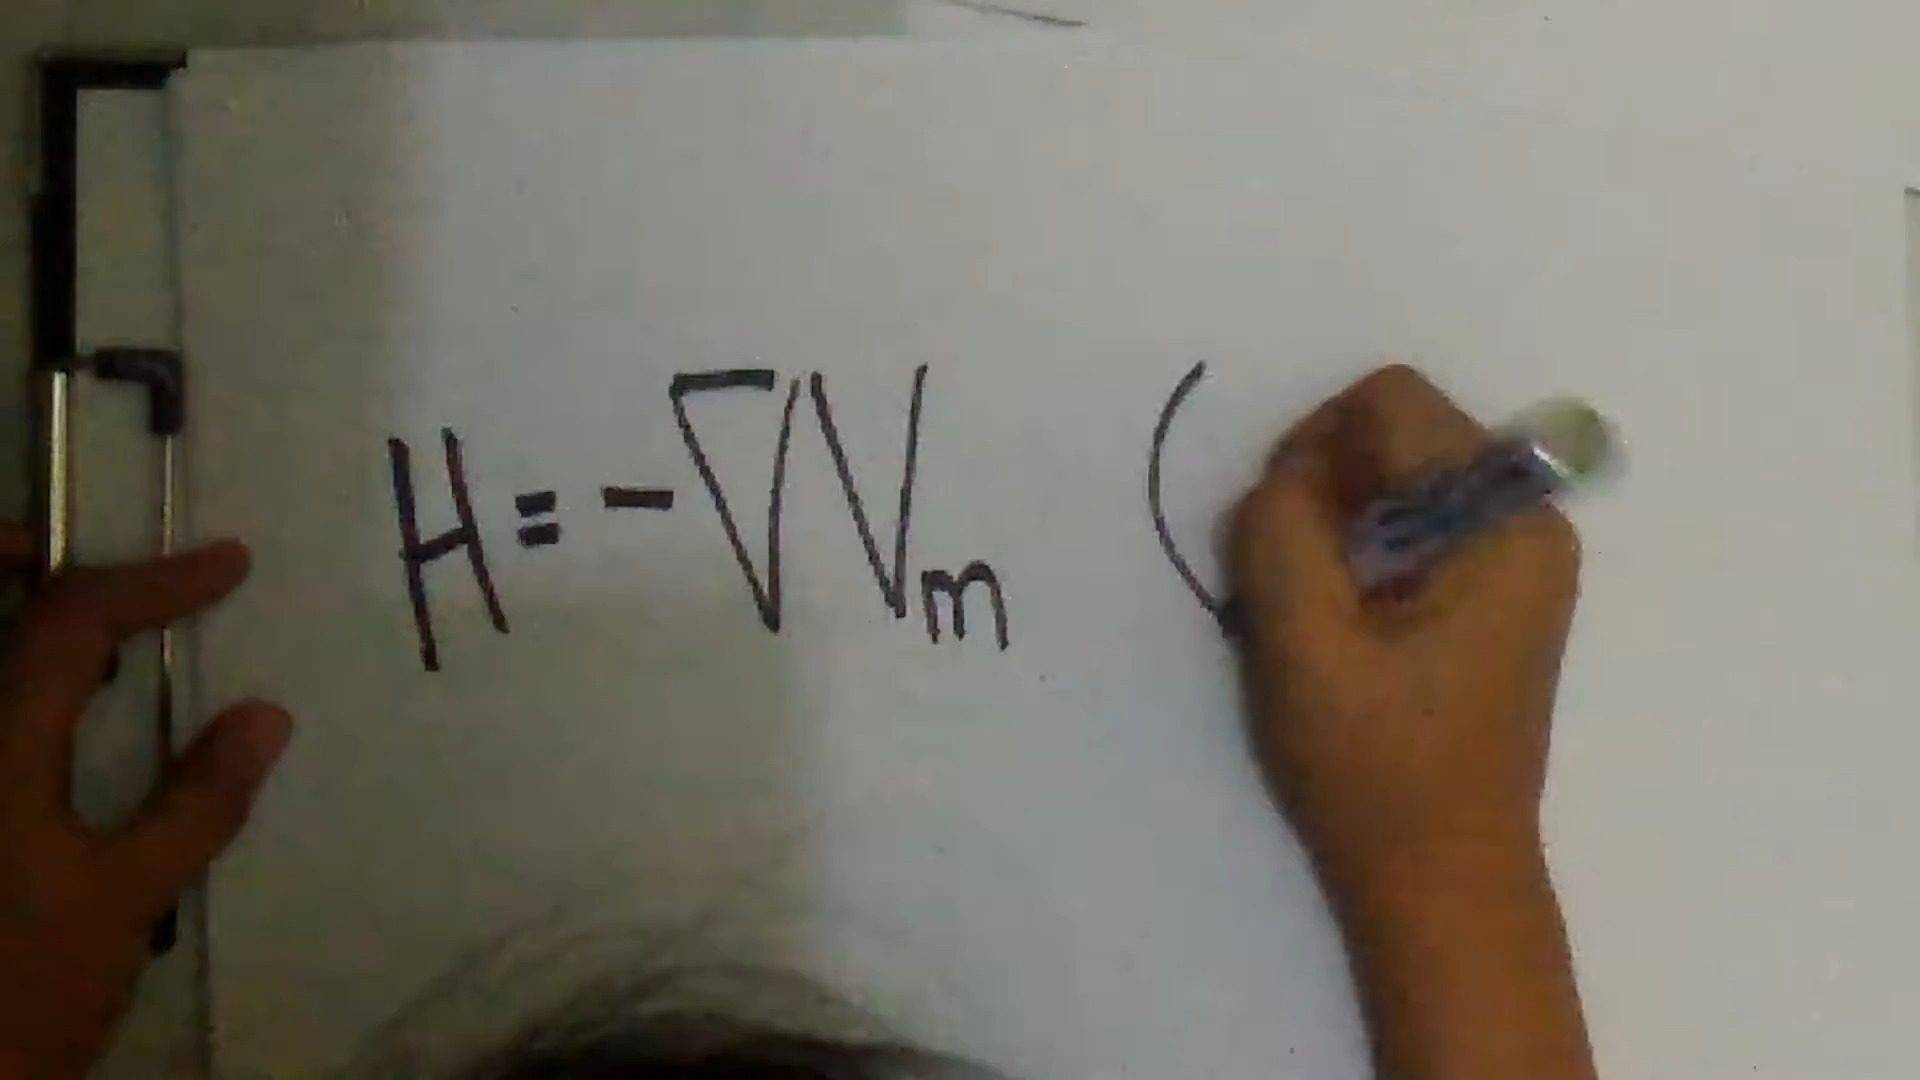 H = -∇V_m (